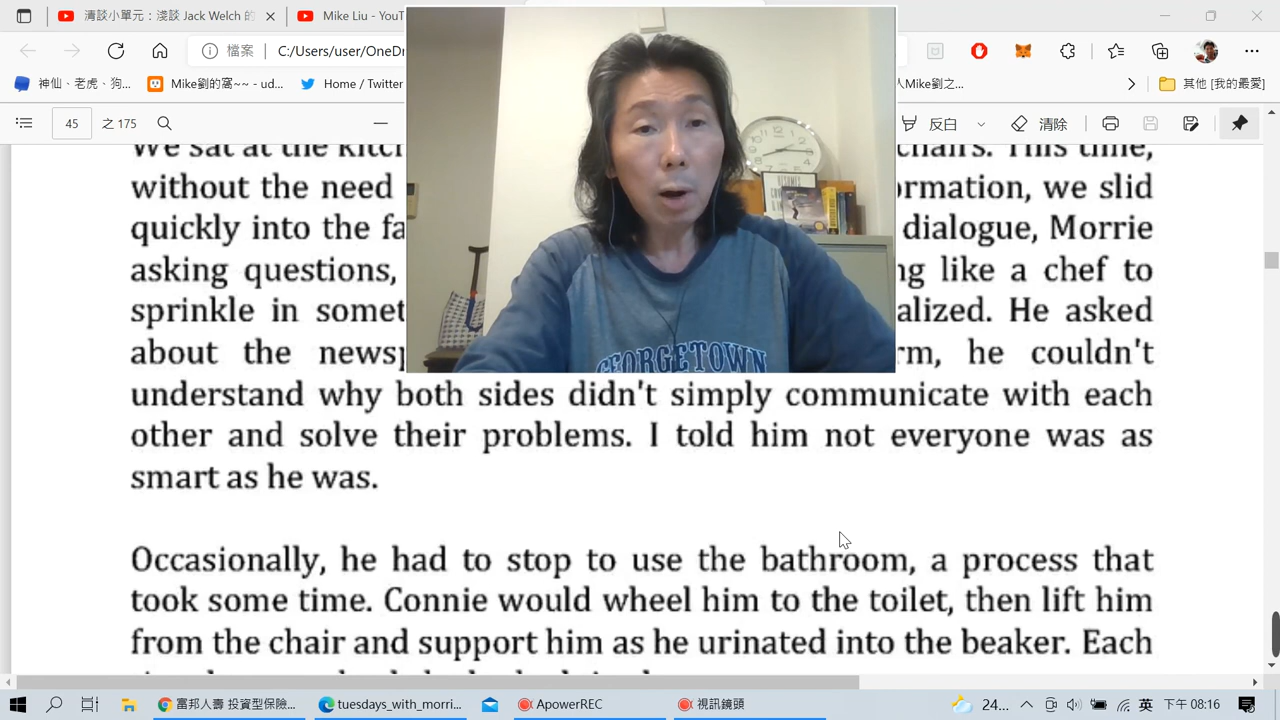 清談小單元 : 淺談 Jack Welch 的
Mike Liu - YouT
檔案
C:/Users/user/OneDr
神仙、老虎、狗...
Mike劉的窩~~ - ud...
Home / Twitter
人Mike劉之...
其他 [我的最愛]
45
之 175
反白
清除
We sat at the kitc
chairs. This time,
without the need
ormation, we slid
quickly into the fa
dialogue, Morrie
asking questions,
ng like a chef to
sprinkle in somet
alized. He asked
about the newsp
rm, he couldn't
understand why both sides didn't simply communicate with each
other and solve their problems. I told him not everyone was as
smart as he was.
Occasionally, he had to stop to use the bathroom, a process that
took some time. Connie would wheel him to the toilet, then lift him
from the chair and support him as he urinated into the beaker. Each
GEORGETOWN
富邦人壽 投資型保險...
tuesdays_with_morri...
ApowerREC
視訊鏡頭
24...
英
下午 08:16